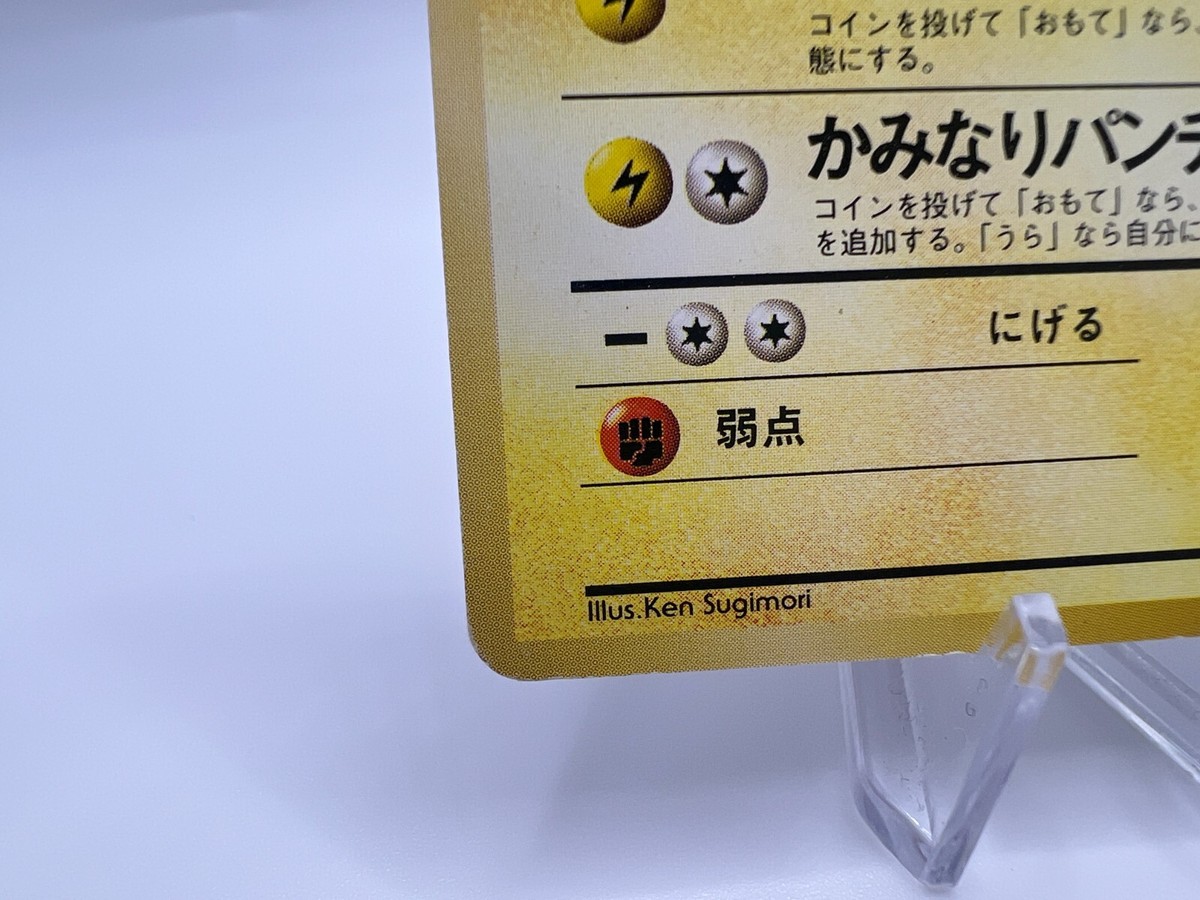 コインを投げて「おもて」なら、
態にする。
かみなりパンチ
コインを投げて「おもて」なら、
を追加する。「うら」なら自分に
にげる
弱点
Illus.Ken Sugimori